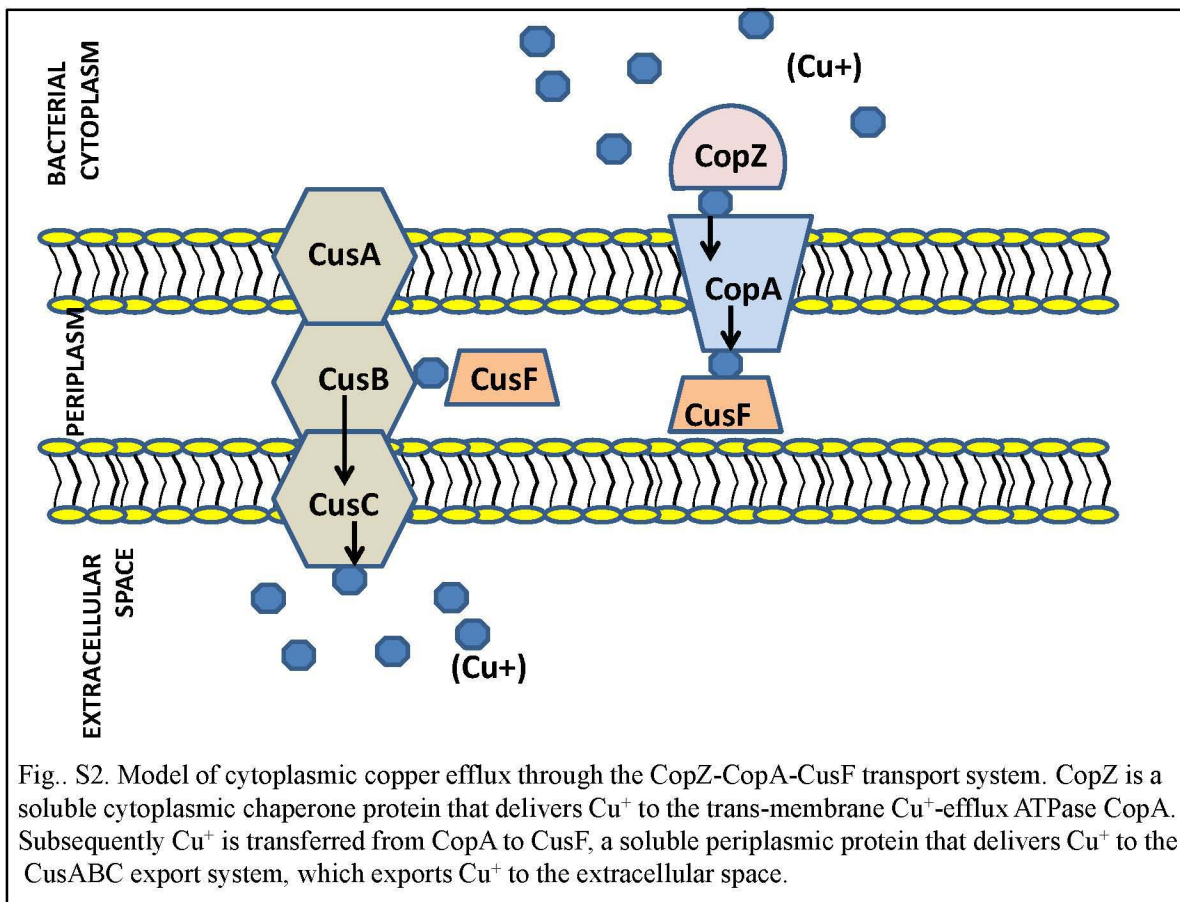 BACTERIAL
CYTOPLASM
(Cu+)
CopZ
CusA
CopA
PERIPLASM
CusB
CusF
CusF
CusC
EXTRACELLULAR
SPACE
(Cu+)
Fig.. S2. Model of cytoplasmic copper efflux through the CopZ-CopA-CusF transport system. CopZ is a
soluble cytoplasmic chaperone protein that delivers Cu⁺ to the trans-membrane Cu⁺-efflux ATPase CopA.
Subsequently Cu⁺ is transferred from CopA to CusF, a soluble periplasmic protein that delivers Cu⁺ to the
CusABC export system, which exports Cu⁺ to the extracellular space.